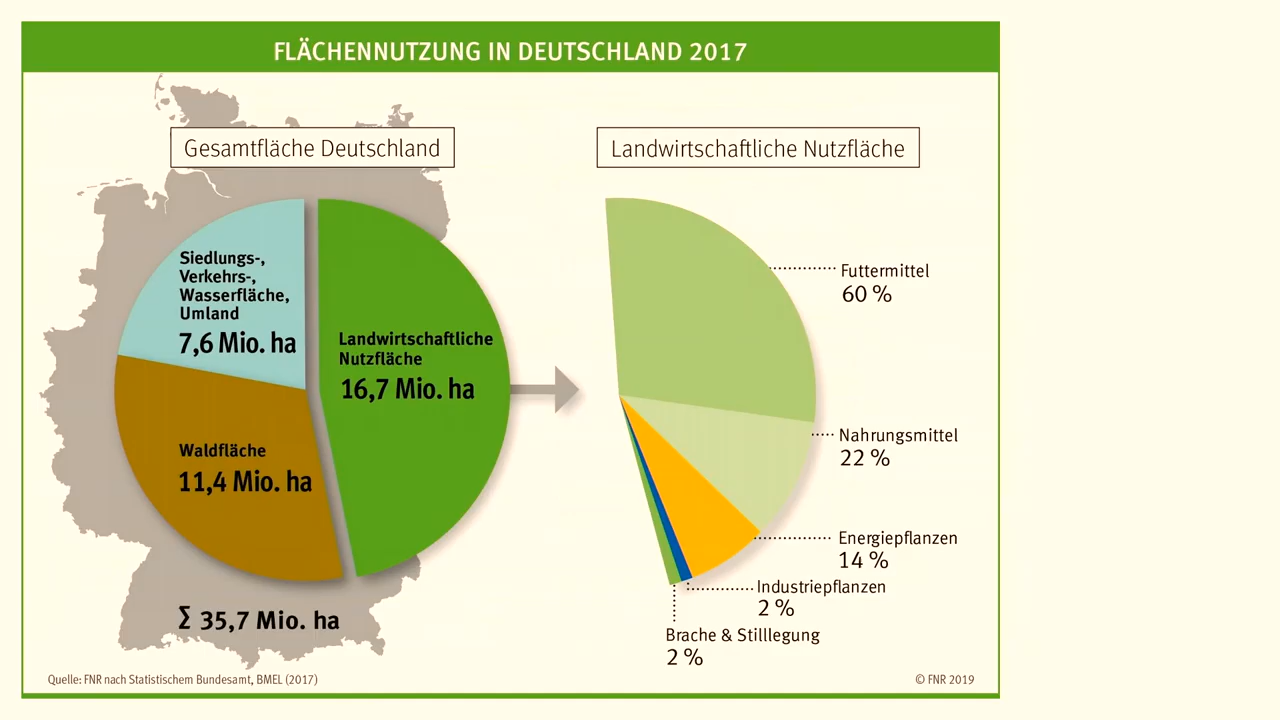 FLÄCHENNUTZUNG IN DEUTSCHLAND 2017
Gesamtfläche Deutschland
Siedlungs-,
Verkehrs-,
Wasserfläche,
Umland
7,6 Mio. ha
Landwirtschaftliche
Nutzfläche
16,7 Mio. ha
Waldfläche
11,4 Mio. ha
Σ 35,7 Mio. ha
Landwirtschaftliche Nutzfläche
Futtermittel
60 %
Nahrungsmittel
22 %
Energiepflanzen
14 %
Industriepflanzen
2 %
Brache & Stilllegung
2 %
Quelle: FNR nach Statistischem Bundesamt, BMEL (2017)
© FNR 2019